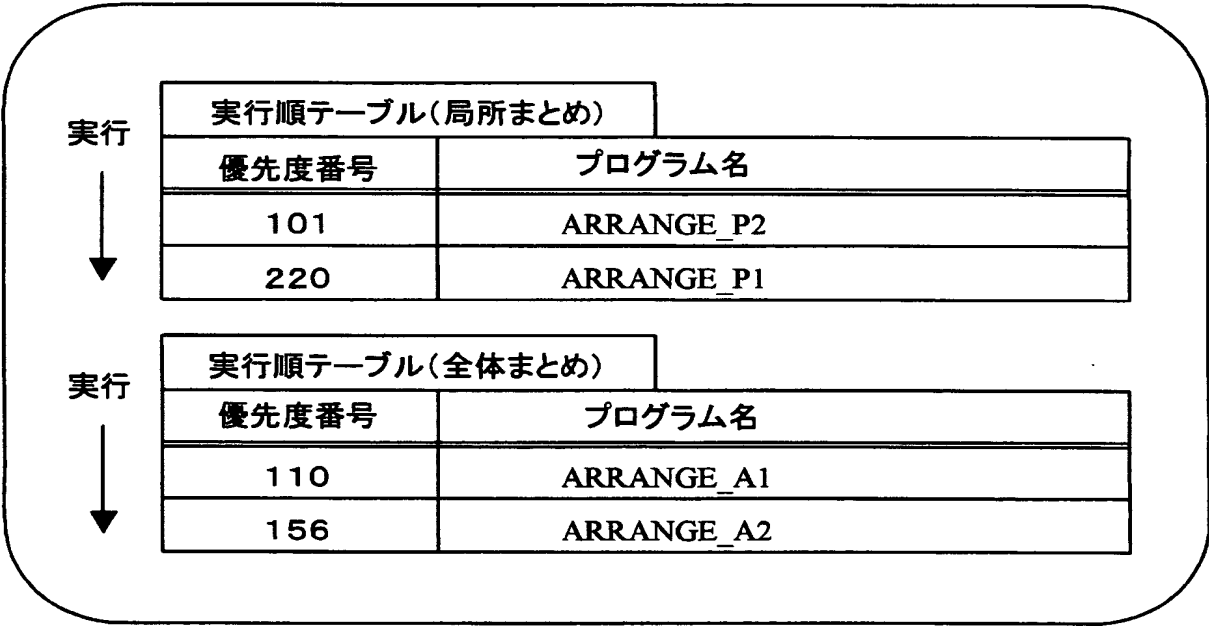 実行順テーブル(局所まとめ)
実行
優先度番号 プログラム名
101 ARRANGE_P2
220 ARRANGE_P1
実行順テーブル(全体まとめ)
実行
優先度番号 プログラム名
110 ARRANGE_A1
156 ARRANGE_A2